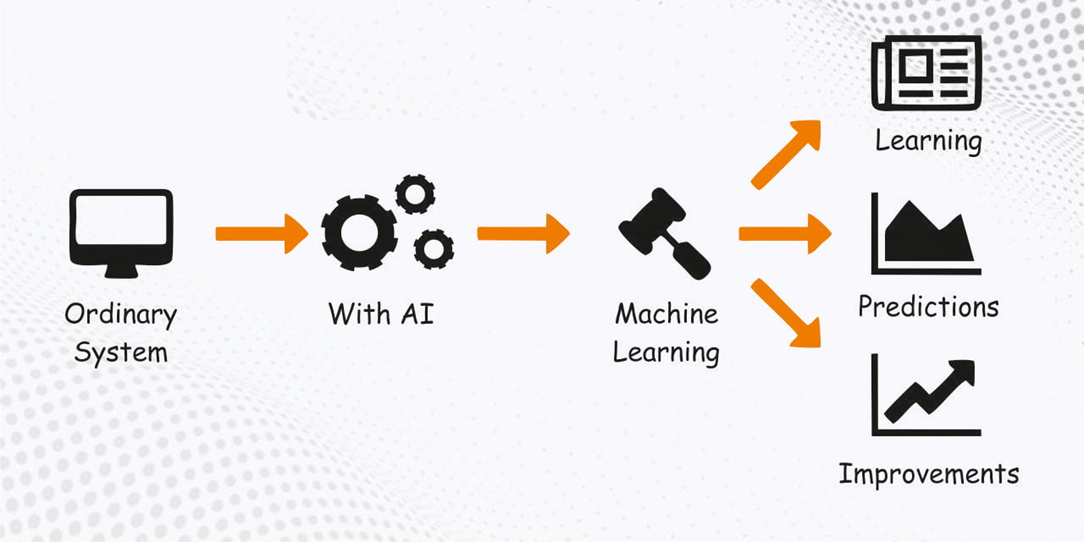 Ordinary
System
With AI
Machine
Learning
Learning
Predictions
Improvements